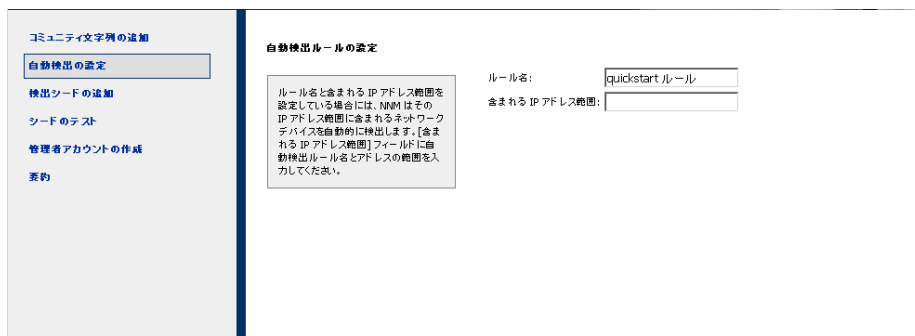 コミュニティ文字列の追加
自動検出の設定
検出シードの追加
シードのテスト
管理者アカウントの作成
要約
自動検出ルールの設定
ルール名と含まれる IP アドレス範囲を
設定している場合には、NNM はその
IP アドレス範囲に含まれるネットワーク
デバイスを自動的に検出します。[含ま
れる IP アドレス範囲] フィールドに自
動検出ルール名とアドレスの範囲を入
力してください。
ルール名: quickstart ルール
含まれる IP アドレス範囲: